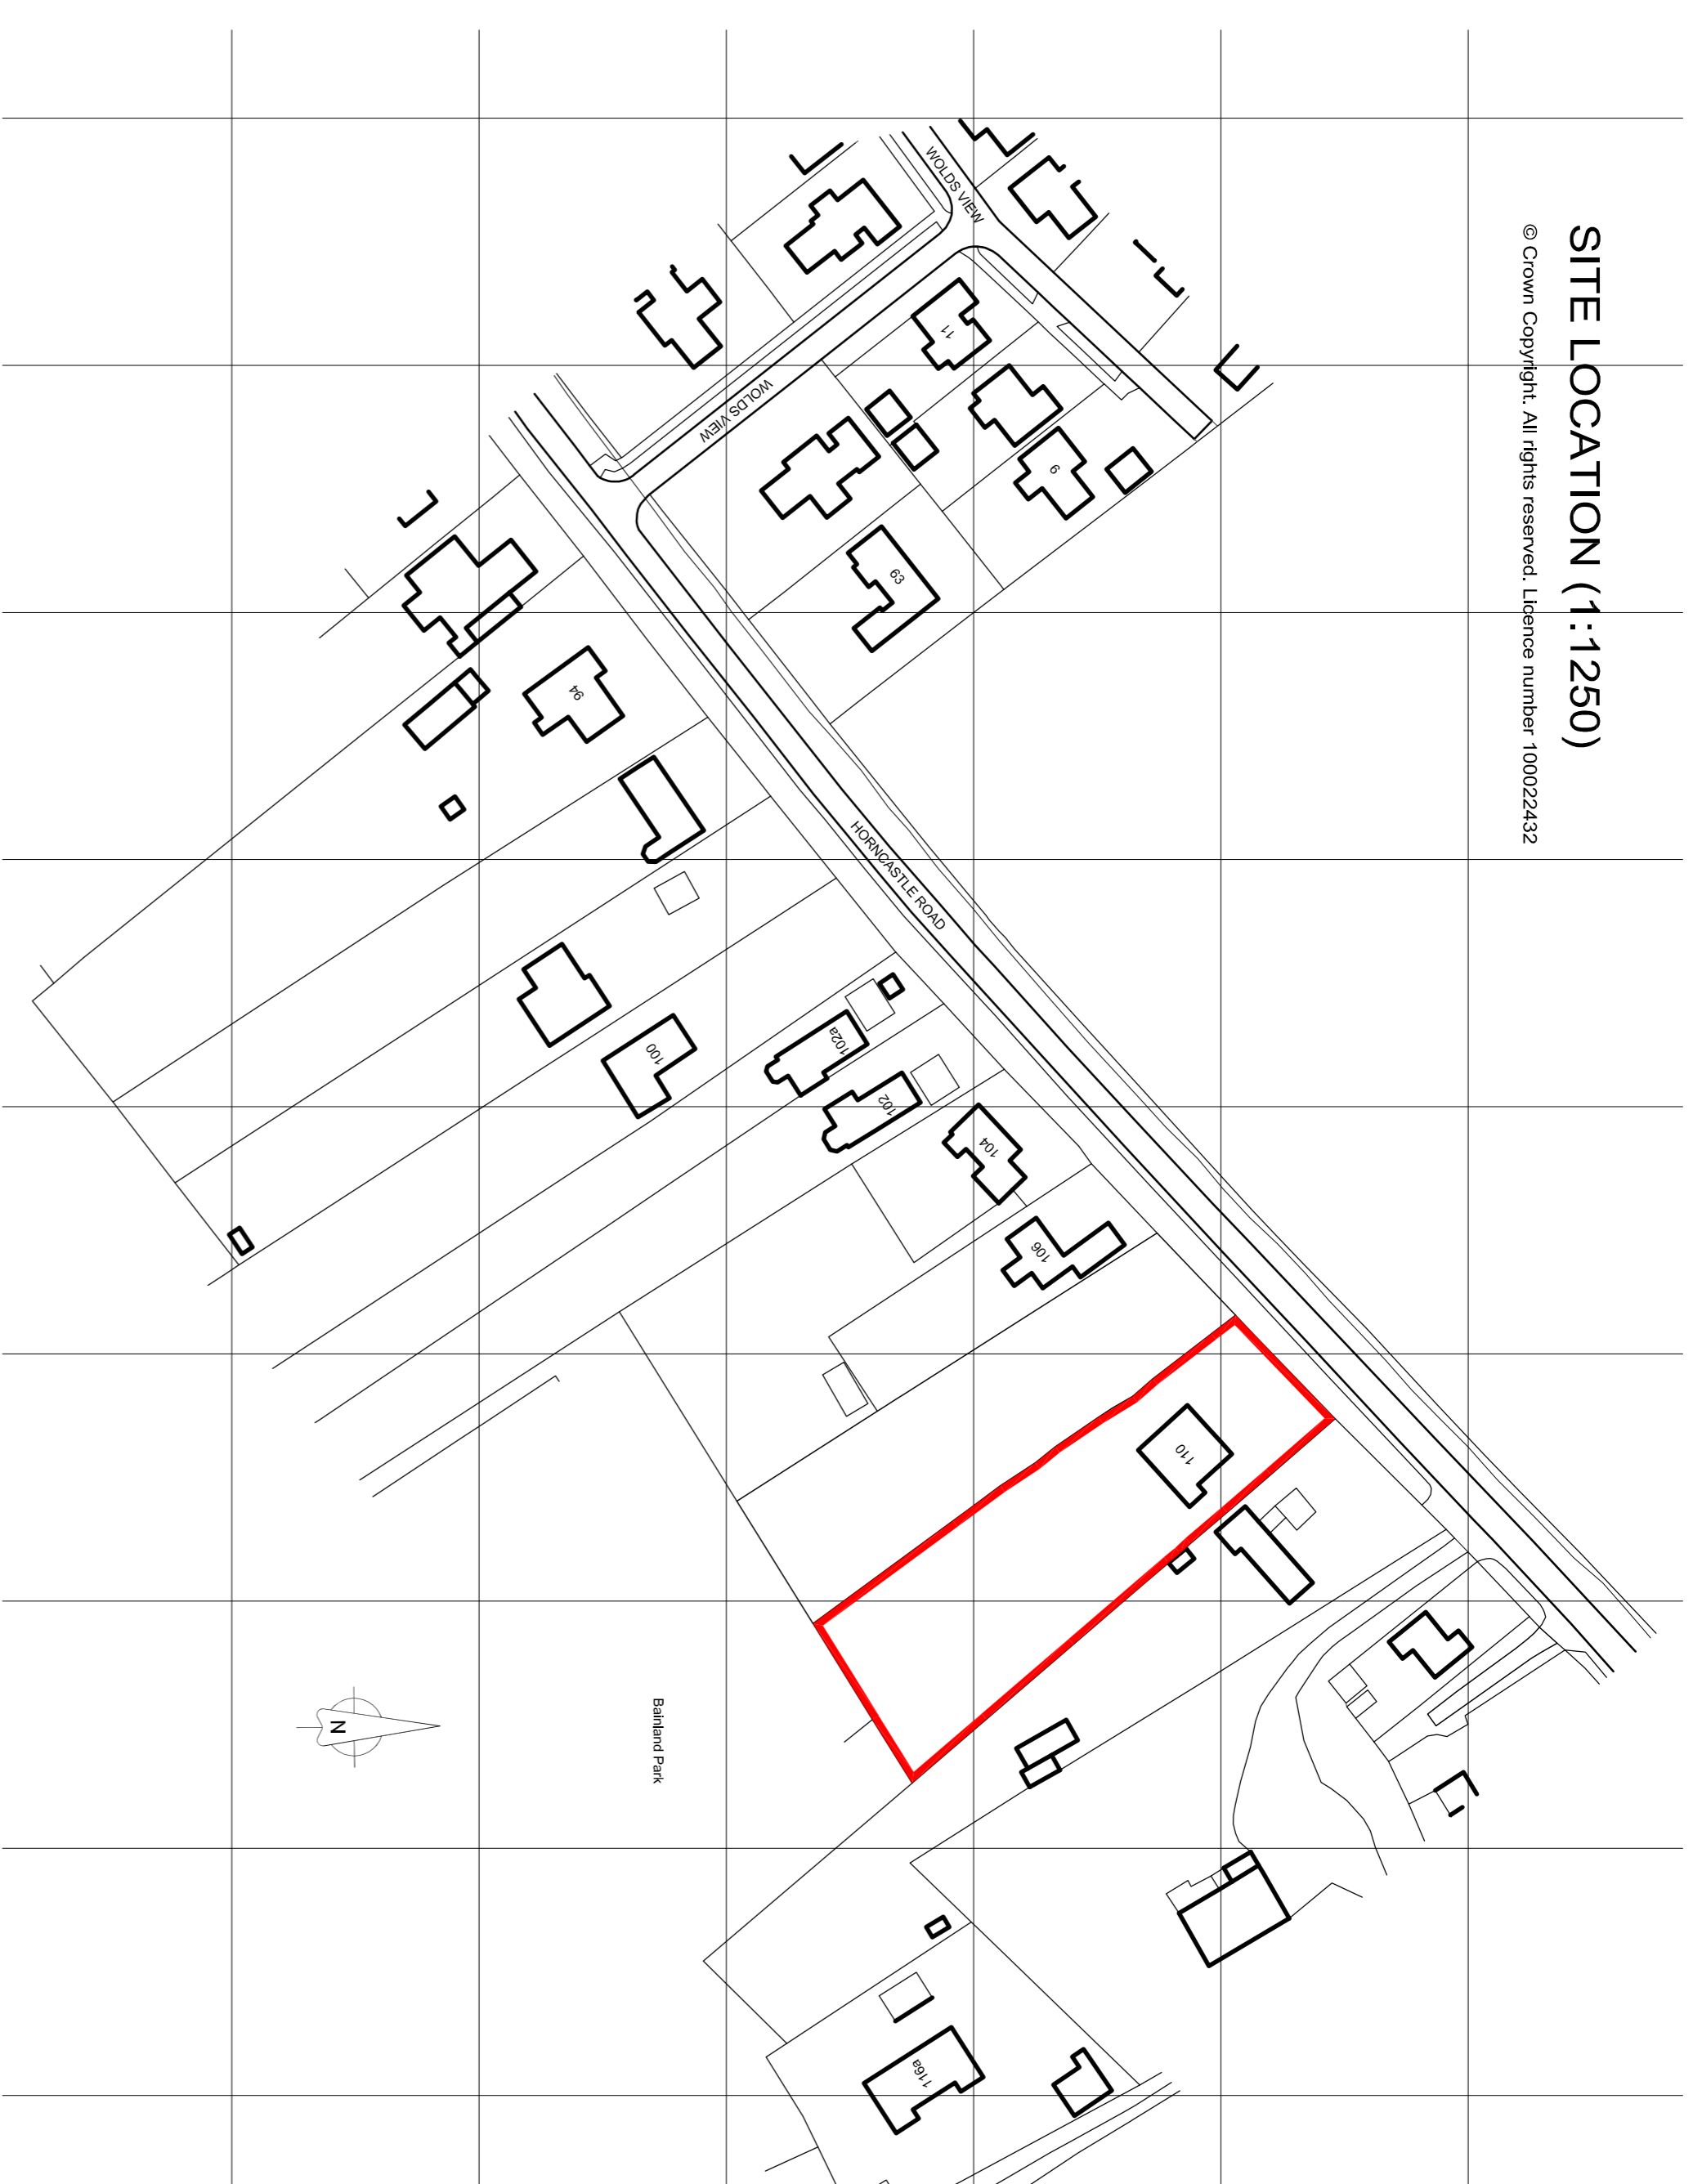 SITE LOCATION (1:1250)
© Crown Copyright. All rights reserved. Licence number 100022432
WOLDS VIEW
11
9
WOLDS VIEW
63
94
HORNCASTLE ROAD
100
102a
102
104
106
110
Bainland Park
N
116a